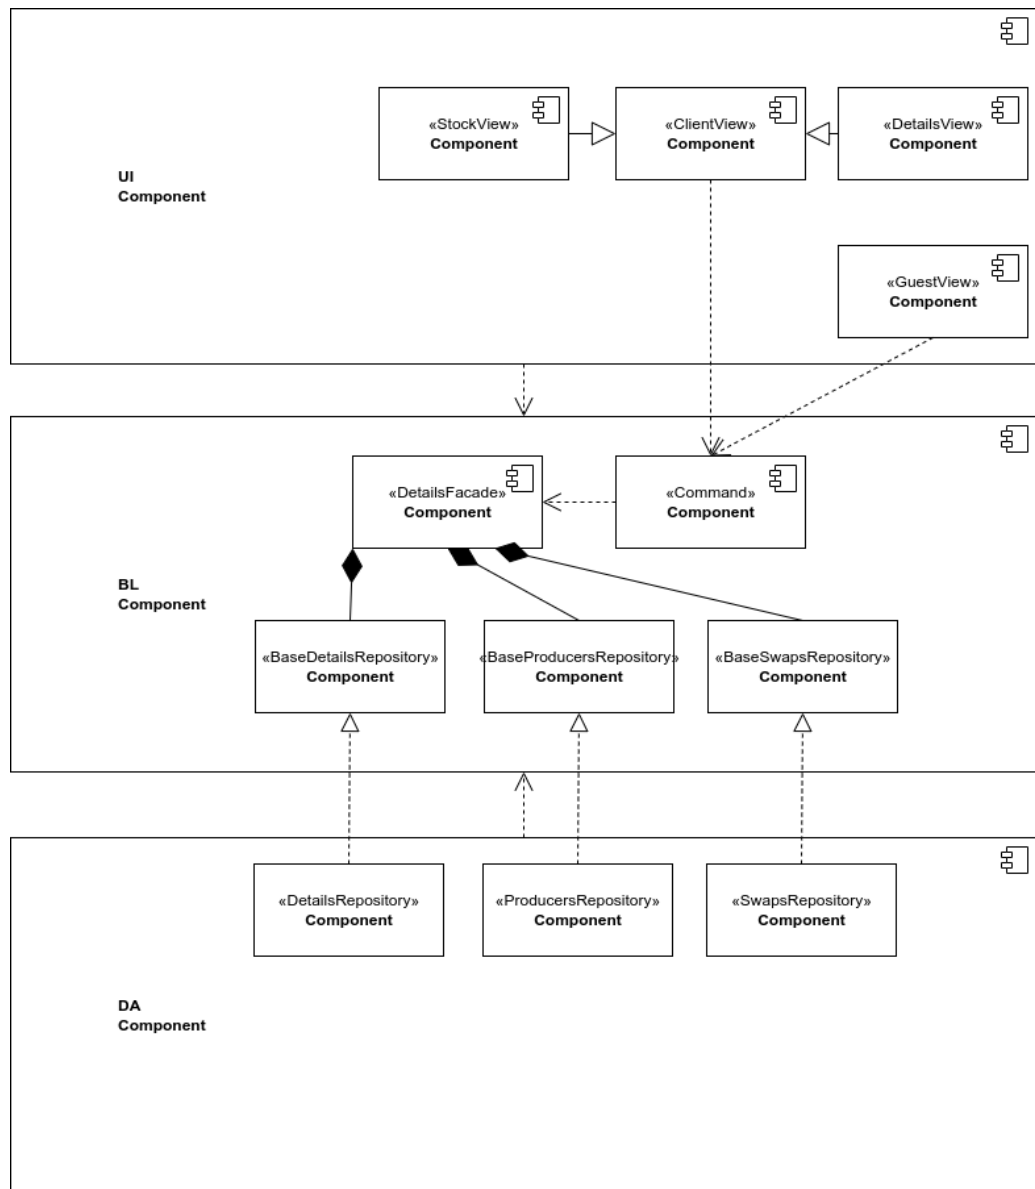 «StockView»
Component
«ClientView»
Component
«DetailsView»
Component
UI
Component
«GuestView»
Component
«DetailsFacade»
Component
«Command»
Component
BL
Component
«BaseDetailsRepository»
Component
«BaseProducersRepository»
Component
«BaseSwapsRepository»
Component
«DetailsRepository»
Component
«ProducersRepository»
Component
«SwapsRepository»
Component
DA
Component